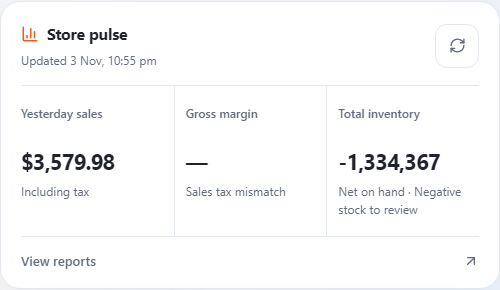 Store pulse
Updated 3 Nov, 10:55 pm
Yesterday sales
$3,579.98
Including tax
Gross margin
—
Sales tax mismatch
Total inventory
-1,334,367
Net on hand · Negative
stock to review
View reports